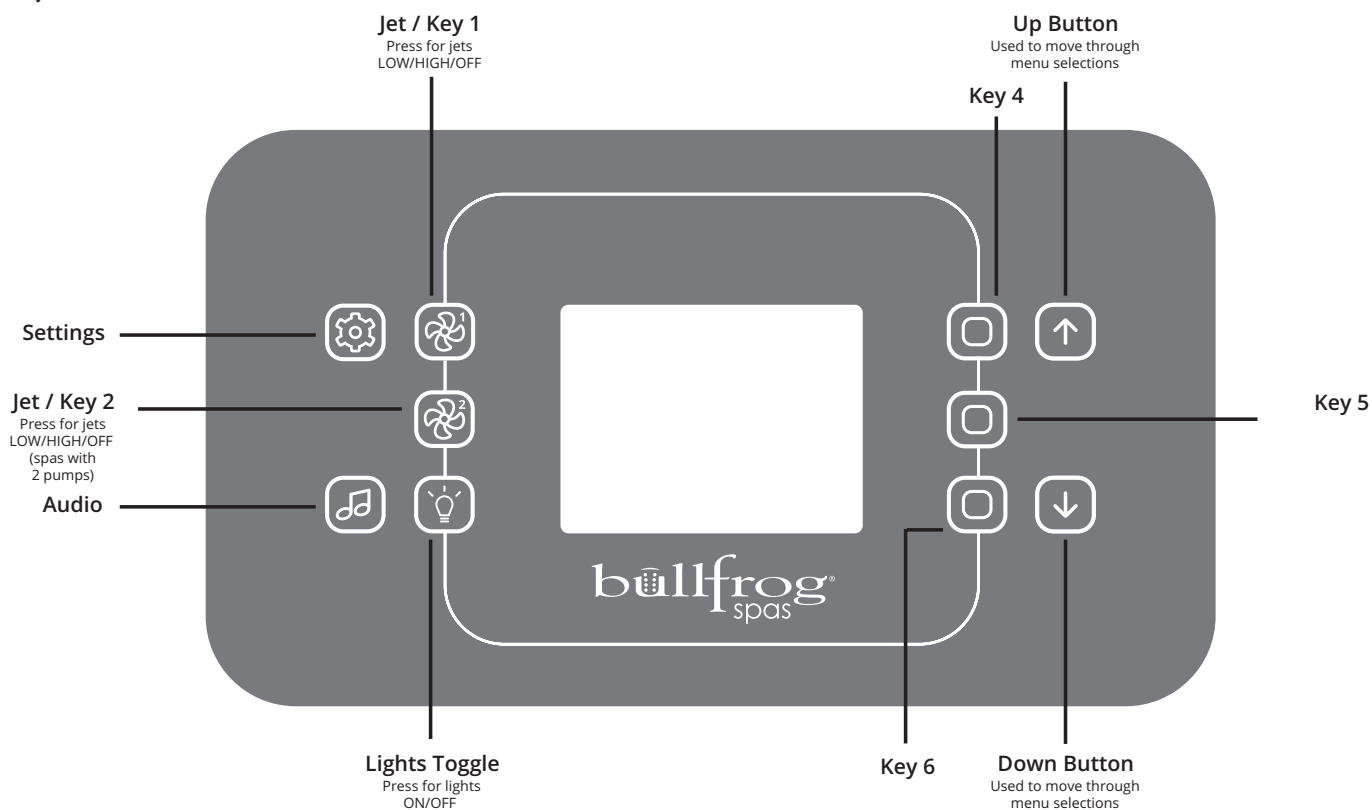 Jet / Key 1
Press for jets
LOW/HIGH/OFF
Up Button
Used to move through
menu selections
Key 4
Settings
1
Jet / Key 2
Press for jets
LOW/HIGH/OFF
(spas with
2 pumps)
2
Key 5
Audio
bullfrog®
spas
Lights Toggle
Press for lights
ON/OFF
Key 6
Down Button
Used to move through
menu selections